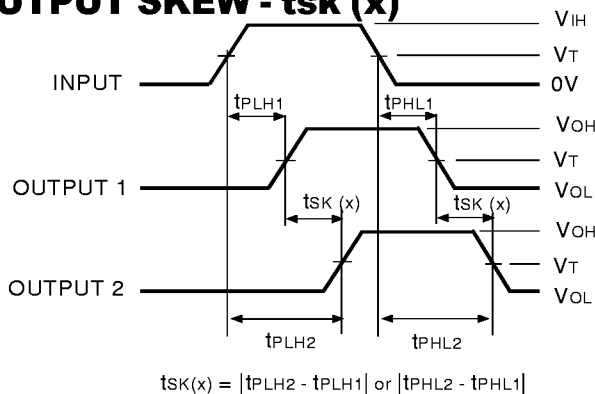 OUTPUT SKEW - tsk (x)
VIH
VT
INPUT
0V
tPLH1
tPHL1
VOH
VT
OUTPUT 1
tSK (x)
tSK (x)
VOL
VOH
VT
OUTPUT 2
VOL
tPLH2
tPHL2
tSK(x) = |tPLH2 - tPLH1| or |tPHL2 - tPHL1|